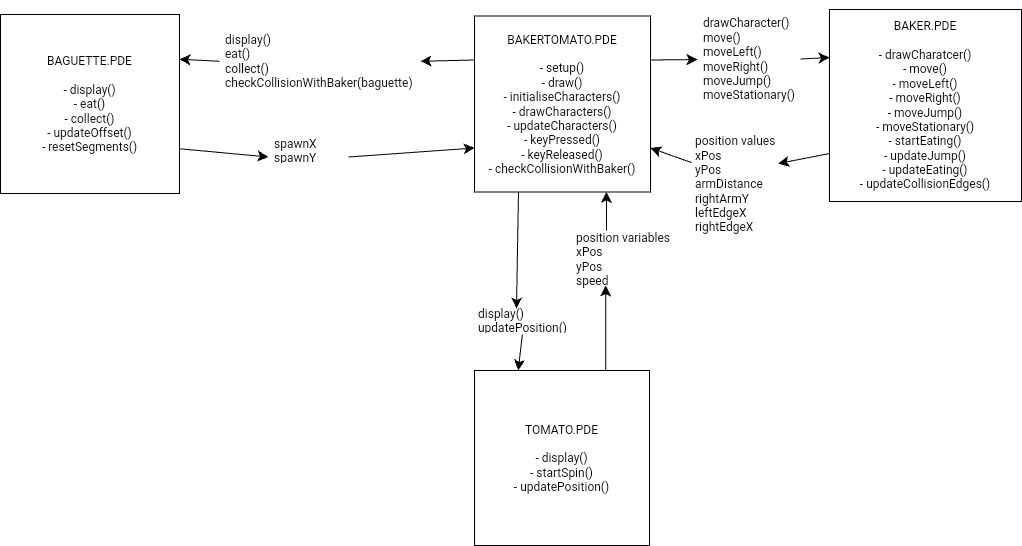 BAGUETTE.PDE
- display()
- eat()
- collect()
- updateOffset()
- resetSegments()
display()
eat()
collect()
checkCollisionWithBaker(baguette)
spawnX
spawnY
BAKERTOMATO.PDE
- setup()
- draw()
- initialiseCharacters()
- drawCharacters()
- updateCharacters()
- keyPressed()
- keyReleased()
- checkCollisionWithBaker()
drawCharacter()
move()
moveLeft()
moveRight()
moveJump()
moveStationary()
position values
xPos
yPos
armDistance
rightArmY
leftEdgeX
rightEdgeX
BAKER.PDE
- drawCharatcer()
- move()
- moveLeft()
- moveRight()
- moveJump()
- moveStationary()
- startEating()
- updateJump()
- updateEating()
- updateCollisionEdges()
position variables
xPos
yPos
speed
display()
updatePosition()
TOMATO.PDE
- display()
- startSpin()
- updatePosition()